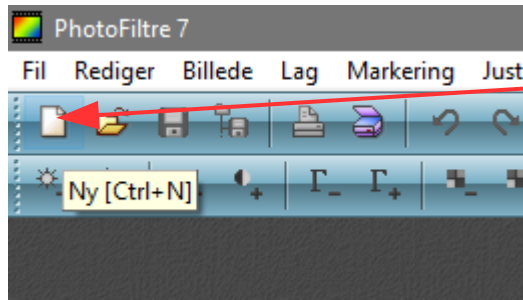 PhotoFiltre 7
Fil Rediger Billede Lag Markering Just
Ny [Ctrl+N]